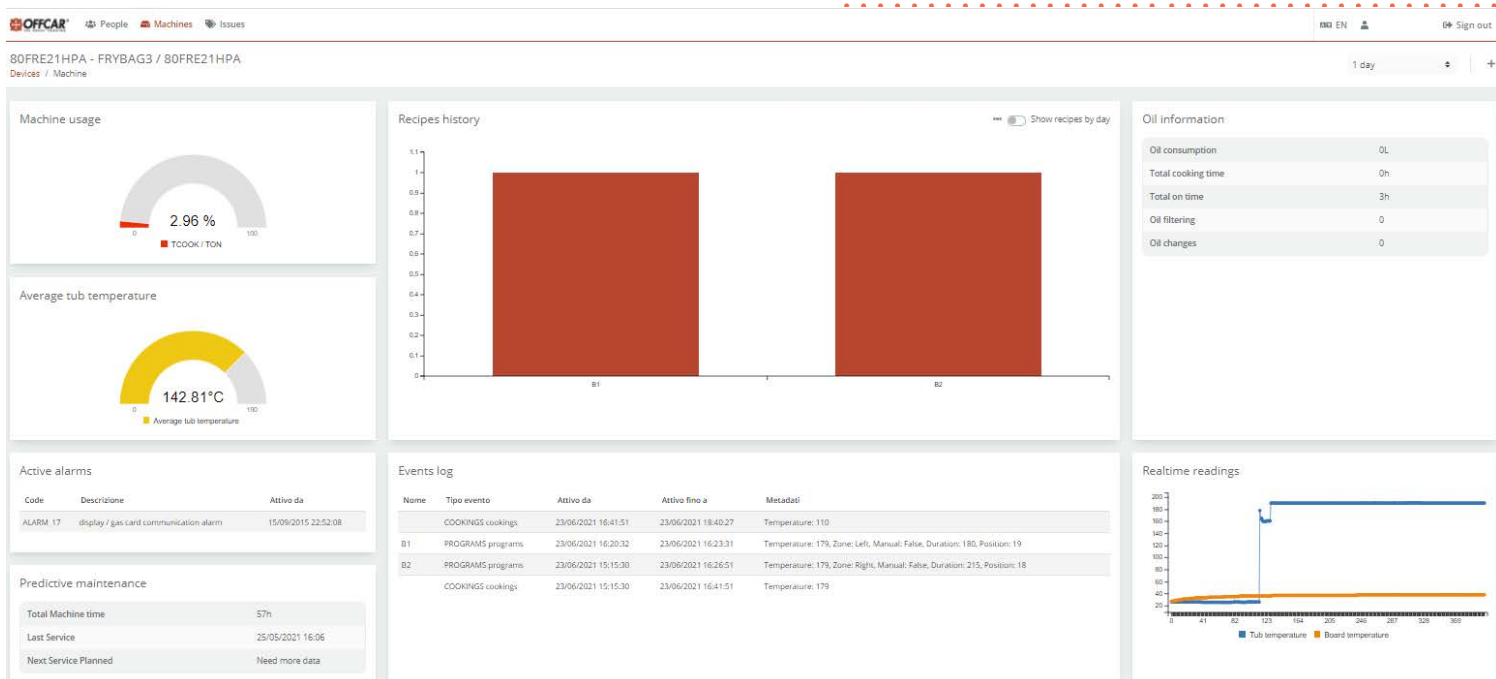 OFFCAR® People Machines Issues EN Sign out
80FRE21HPA - FRYBAG3 / 80FRE21HPA
Devices / Machine
1 day
Machine usage
2.96 %
0 100
TCOOK / TON
Average tub temperature
142.81°C
0 190
Average tub temperature
Recipes history
Show recipes by day
1.1
1
0.9
0.8
0.7
0.6
0.5
0.4
0.3
0.2
0.1
0
B1 B2
Oil information
Oil consumption 0L
Total cooking time 0h
Total on time 3h
Oil filtering 0
Oil changes 0
Active alarms
Code Descrizione Attivo da
ALARM_17 display / gas card communication alarm 15/09/2015 22:52:08
Predictive maintenance
Total Machine time 57h
Last Service 25/05/2021 16:06
Next Service Planned Need more data
Events log
Nome Tipo evento Attivo da Attivo fino a Metadati
COOKINGS cookings 23/06/2021 16:41:51 23/06/2021 18:40:27 Temperature: 110
B1 PROGRAMS programs 23/06/2021 16:20:32 23/06/2021 16:23:31 Temperature: 179, Zone: Left, Manual: False, Duration: 180, Position: 19
B2 PROGRAMS programs 23/06/2021 15:15:30 23/06/2021 16:26:51 Temperature: 179, Zone: Right, Manual: False, Duration: 215, Position: 18
COOKINGS cookings 23/06/2021 15:15:30 23/06/2021 16:41:51 Temperature: 179
Realtime readings
200
180
160
140
120
100
80
60
40
20
0 41 82 123 164 205 246 287 328 369
Tub temperature Board temperature